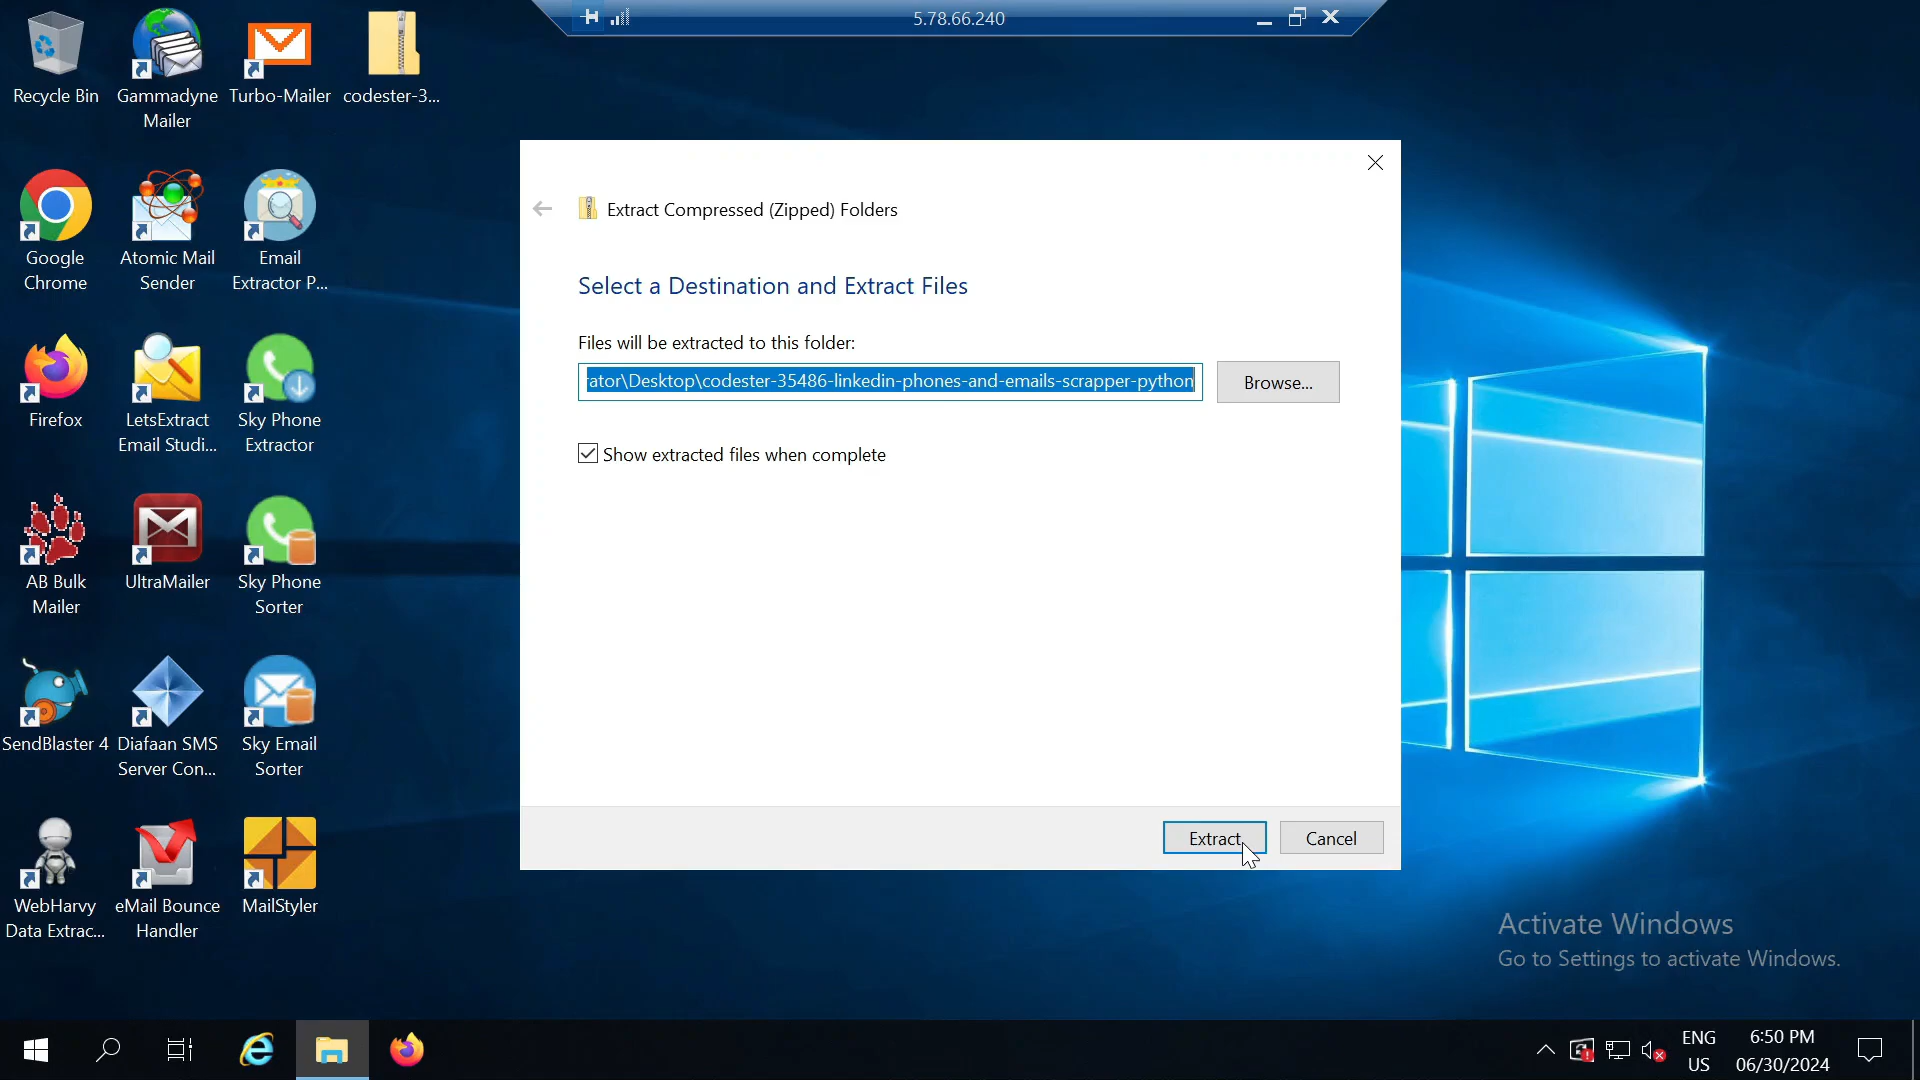 5.78.66.240
Recycle Bin
Gammadyne
Mailer
Turbo-Mailer
codester-3...
Google
Chrome
Atomic Mail
Sender
Email
Extractor P...
Firefox
LetsExtract
Email Studi...
Sky Phone
Extractor
AB Bulk
Mailer
UltraMailer
Sky Phone
Sorter
SendBlaster 4
Diafaan SMS
Server Con...
Sky Email
Sorter
WebHarvy
Data Extrac...
eMail Bounce
Handler
MailStyler
Extract Compressed (Zipped) Folders
Select a Destination and Extract Files
Files will be extracted to this folder:
rator\Desktop\codester-35486-linkedin-phones-and-emails-scrapper-python
Browse...
Show extracted files when complete
Extract
Cancel
Activate Windows
Go to Settings to activate Windows.
ENG
US
6:50 PM
06/30/2024